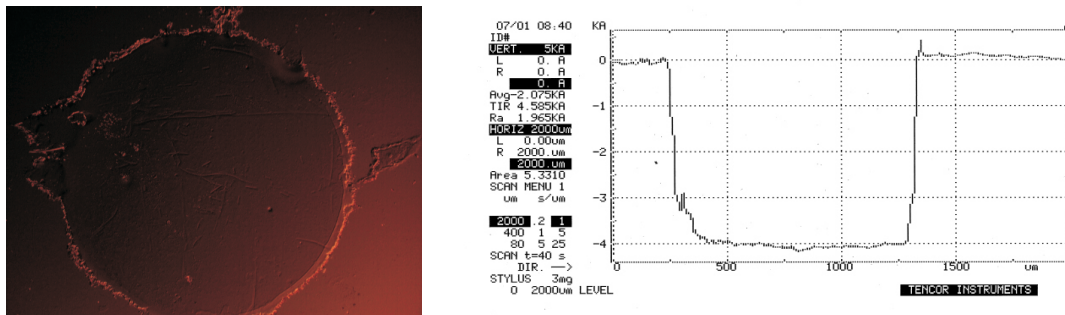 07/01 08:40
ID#
VERT. 5KA
L 0. A
R 0. A
0. A
Avg-2.075KA
TIR 4.585KA
Ra 1.965KA
HORIZ 2000um
L 0.00um
R 2000.um
2000.um
Area 5.3310
SCAN MENU 1
um s/um
2000 .2 1
400 1 5
80 5 25
SCAN t=40 s
DIR. -->
STYLUS 3mg
0 2000um LEVEL
KA
0
-1
-2
-3
-4
0 500 1000 1500 um
TENCOR INSTRUMENTS